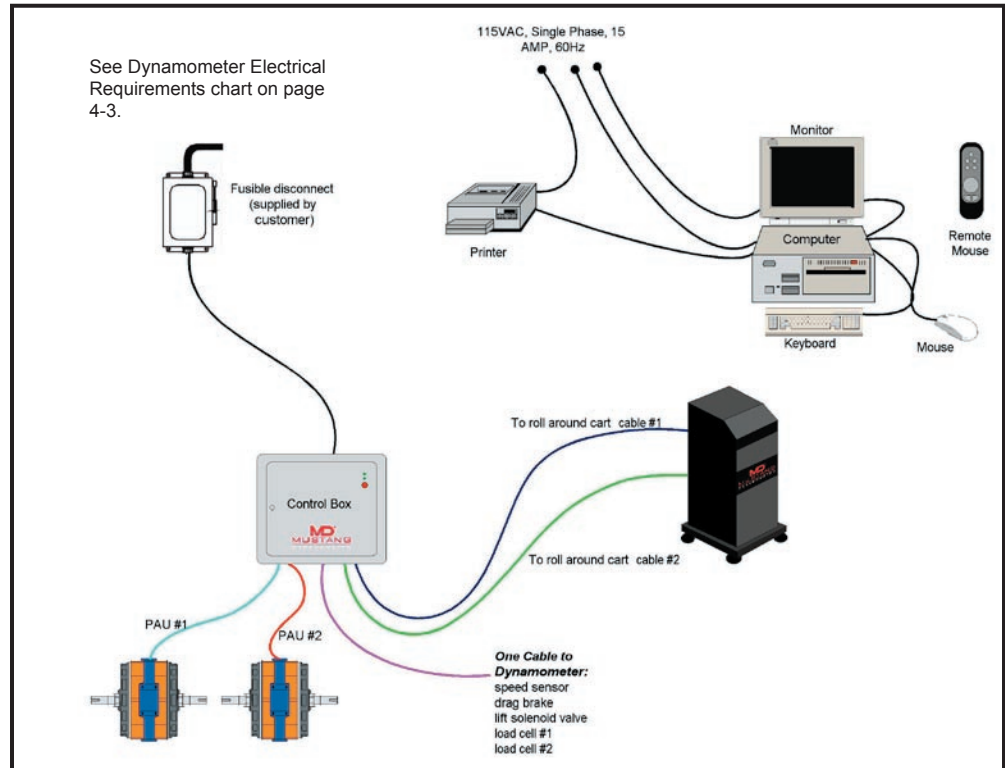 115VAC, Single Phase, 15
AMP, 60Hz
See Dynamometer Electrical
Requirements chart on page
4-3.
Monitor
Fusible disconnect
(supplied by
customer)
Printer
Computer
Remote
Mouse
Keyboard
Mouse
To roll around cart cable #1
Control Box
MD
MUSTANG
MD
To roll around cart cable #2
PAU #1
PAU #2
One Cable to
Dynamometer:
speed sensor
drag brake
lift solenoid valve
load cell #1
load cell #2